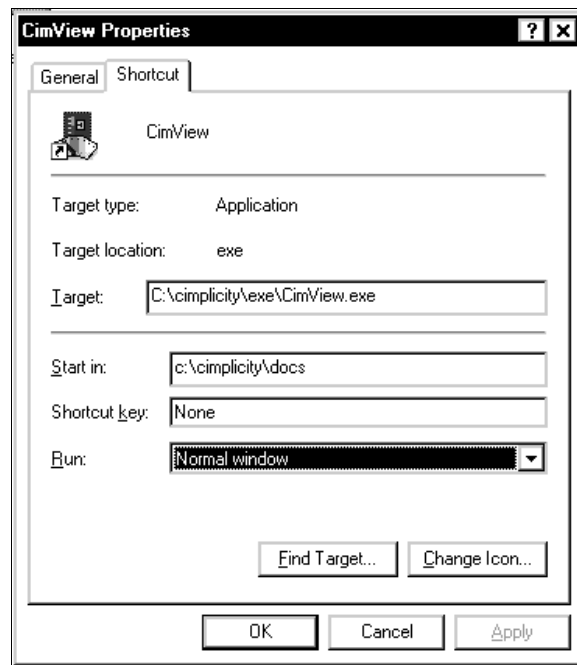 CimView Properties
General Shortcut
CimView
Target type: Application
Target location: exe
Target: C:\cimplicity\exe\CimView.exe
Start in: c:\cimplicity\docs
Shortcut key: None
Run: Normal window
Find Target... Change Icon...
OK Cancel Apply